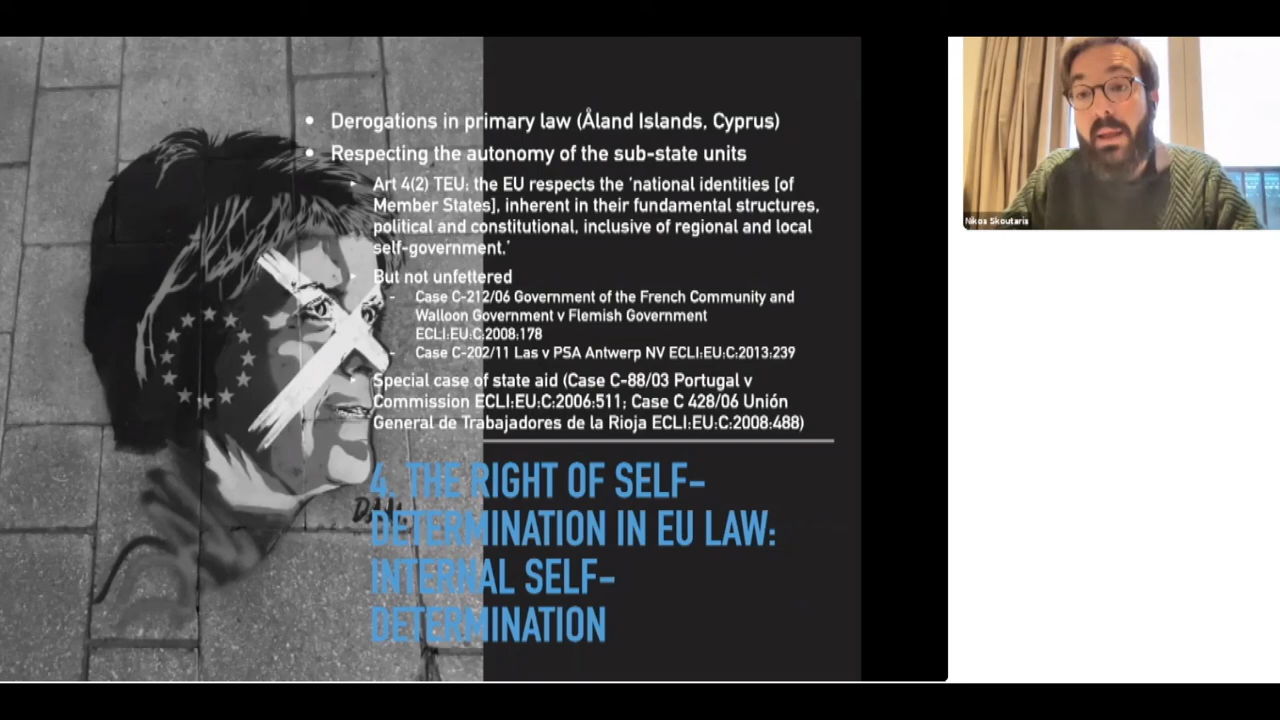 Derogations in primary law (Åland Islands, Cyprus)
Respecting the autonomy of the sub-state units
Art 4(2) TEU: the EU respects the ‘national identities [of
Member States], inherent in their fundamental structures,
political and constitutional, inclusive of regional and local
self-government.’
But not unfettered
- Case C-212/06 Government of the French Community and
Walloon Government v Flemish Government
ECLI:EU:C:2008:178
- Case C-202/11 Las v PSA Antwerp NV ECLI:EU:C:2013:239
Special case of state aid (Case C-88/03 Portugal v
Commission ECLI:EU:C:2006:511; Case C 428/06 Unión
General de Trabajadores de la Rioja ECLI:EU:C:2008:488)
4. THE RIGHT OF SELF-
DETERMINATION IN EU LAW:
INTERNAL SELF-
DETERMINATION
Nikos Skoutaris